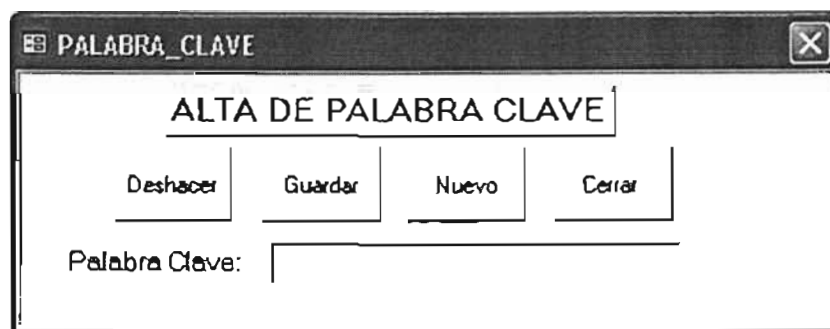 PALABRA_CLAVE
ALTA DE PALABRA CLAVE
Deshacer Guardar Nuevo Cerrar
Palabra Clave: